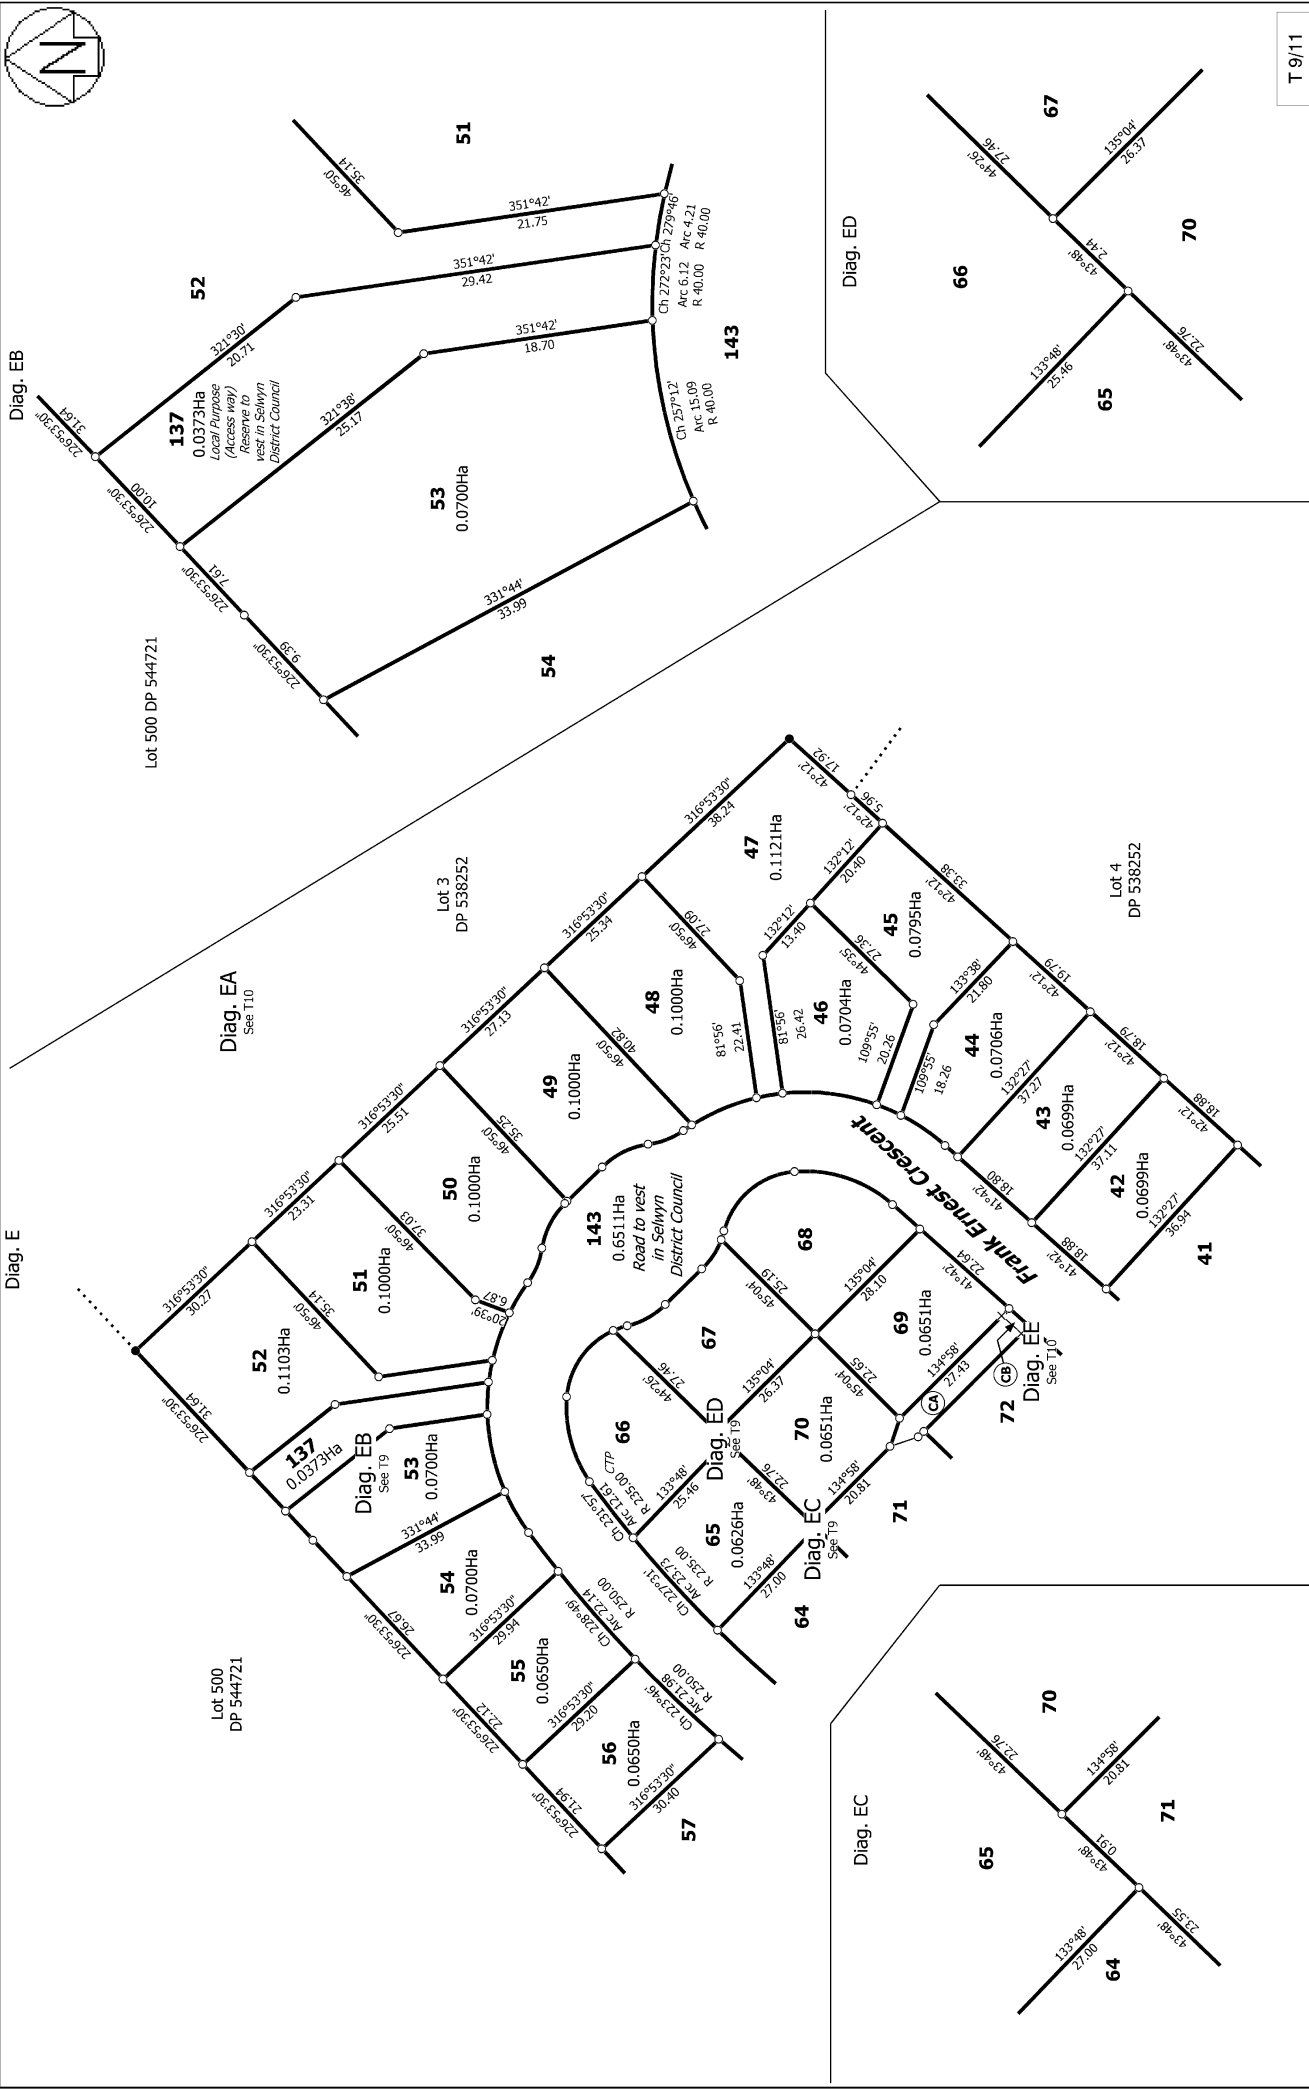 Diag. E
Lot 500
DP 544721
Diag. EA
See T10
Lot 3
DP 538252
Lot 4
DP 538252
226°53'30"
31.64
316°53'30"
30.27
316°53'30"
23.31
316°53'30"
25.51
316°53'30"
27.13
316°53'30"
25.34
316°53'30"
38.24
42°12'
17.92
42°12'
5.96
42°12'
33.38
42°12'
19.79
42°12'
18.79
42°12'
18.88
52
0.1103Ha
46°50'
35.14
51
0.1000Ha
46°50'
37.03
20°39'
6.87
50
0.1000Ha
46°50'
35.25
49
0.1000Ha
46°50'
40.82
48
0.1000Ha
46°50'
27.09
81°56'
22.41
47
0.1121Ha
132°12'
20.40
132°12'
13.40
81°56'
26.42
46
0.0704Ha
44°35'
27.36
109°55'
20.26
45
0.0795Ha
133°38'
21.80
109°55'
18.26
44
0.0706Ha
132°27'
37.27
43
0.0699Ha
132°27'
37.11
42
0.0699Ha
132°27'
36.94
41
41°42'
18.80
41°42'
18.88
Frank Ernest Crescent
143
0.6511Ha
Road to vest
in Selwyn
District Council
137
0.0373Ha
Diag. EB
See T9
53
0.0700Ha
331°44'
33.99
54
0.0700Ha
226°53'30"
26.67
316°53'30"
29.94
55
0.0650Ha
226°53'30"
22.12
Ch 228°49'
Arc 22.14
R 250.00
316°53'30"
29.20
56
0.0650Ha
226°53'30"
21.94
Ch 223°46'
Arc 21.98
R 250.00
316°53'30"
30.40
57
66
Ch 231°57'
Arc 12.61
R 235.00
CTP
44°26'
27.46
67
45°04'
25.19
68
135°04'
28.10
41°42'
22.64
69
0.0651Ha
135°04'
26.37
45°04'
22.65
134°58'
27.43
70
0.0651Ha
Diag. ED
See T9
133°48'
25.46
43°48'
22.76
134°58'
20.81
65
0.0626Ha
Ch 227°31'
Arc 23.73
R 235.00
133°48'
27.00
Diag. EC
See T9
64
71
72
CA
CB
Diag. EE
See T10
Diag. EB
Lot 500 DP 544721
226°53'30"
31.64
226°53'30"
10.00
226°53'30"
7.61
226°53'30"
9.39
52
321°30'
20.71
137
0.0373Ha
Local Purpose
(Access way)
Reserve to
vest in Selwyn
District Council
321°38'
25.17
351°42'
29.42
351°42'
18.70
351°42'
21.75
46°50'
35.14
51
53
0.0700Ha
331°44'
33.99
54
Ch 257°12'
Arc 15.09
R 40.00
Ch 272°23'
Arc 6.12
R 40.00
Ch 279°46'
Arc 4.21
R 40.00
143
Diag. EC
65
70
43°48'
22.76
134°58'
20.81
43°48'
0.91
133°48'
27.00
43°48'
23.55
64
71
Diag. ED
66
67
44°26'
27.46
135°04'
26.37
43°48'
2.44
133°48'
25.46
43°48'
22.76
65
70
N
T 9/11